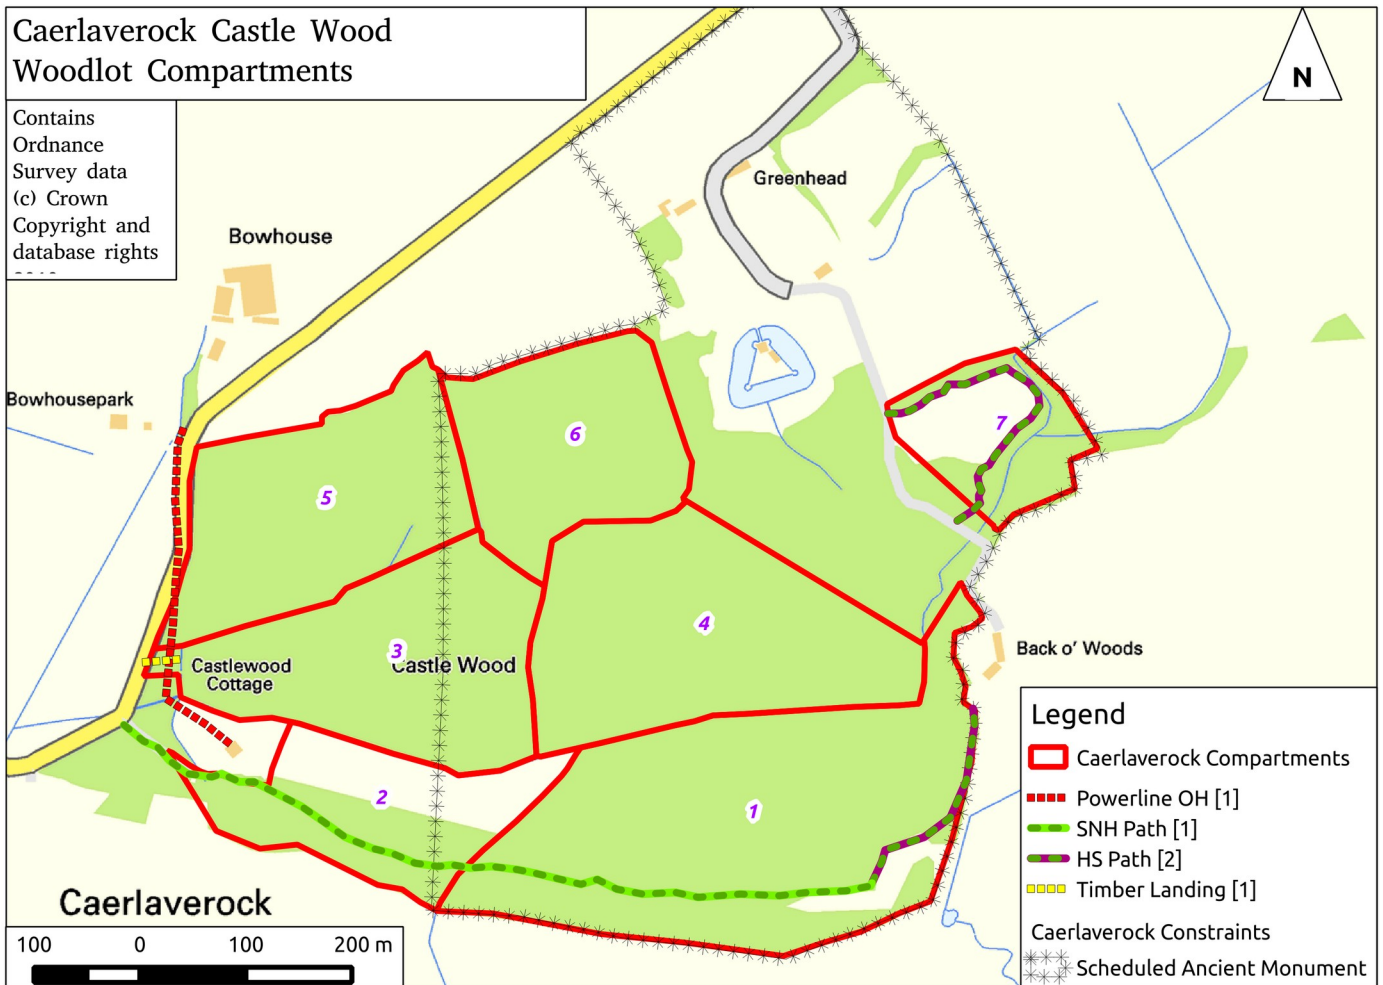 Caerlaverock Castle Wood
Woodlot Compartments
Contains
Ordnance
Survey data
(c) Crown
Copyright and
database rights
N
Greenhead
Bowhouse
Bowhousepark
7
6
5
4
3
Castle Wood
Castlewood
Cottage
Back o' Woods
2
1
Caerlaverock
100 0 100 200 m
Legend
Caerlaverock Compartments
Powerline OH [1]
SNH Path [1]
HS Path [2]
Timber Landing [1]
Caerlaverock Constraints
Scheduled Ancient Monument